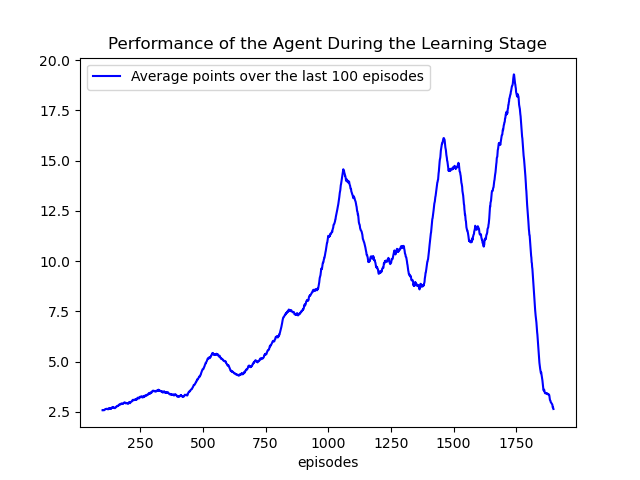 Performance of the Agent During the Learning Stage
Average points over the last 100 episodes
20.0
17.5
15.0
12.5
10.0
7.5
5.0
2.5
250 500 750 1000 1250 1500 1750
episodes